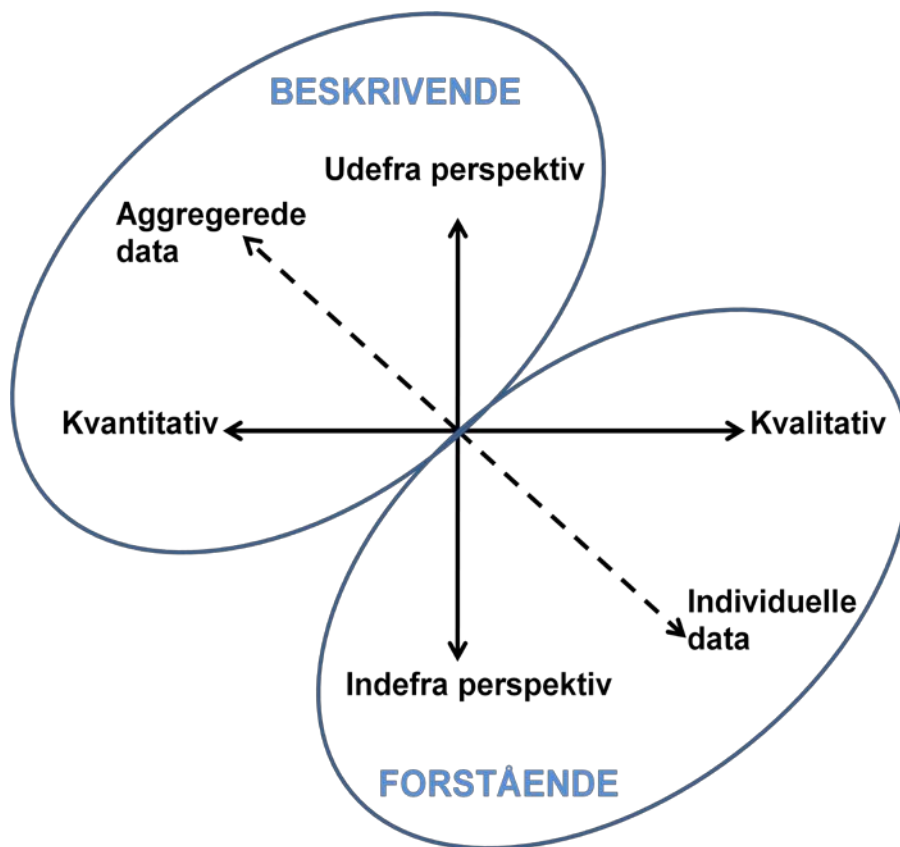 BESKRIVENDE
Udefra perspektiv
Aggregerede
data
Kvantitativ
Kvalitativ
Individuelle
data
Indefra perspektiv
FORSTÅENDE